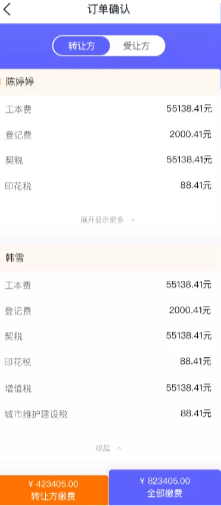 订单确认
转让方 受让方
陈婷婷
工本费 55138.41元
登记费 2000.41元
契税 55138.41元
印花税 88.41元
展开显示更多
韩雪
工本费 55138.41元
登记费 2000.41元
契税 55138.41元
印花税 88.41元
增值税 55138.41元
城市维护建设税 88.41元
收起
¥ 423405.00
转让方缴费
¥ 823405.00
全部缴费